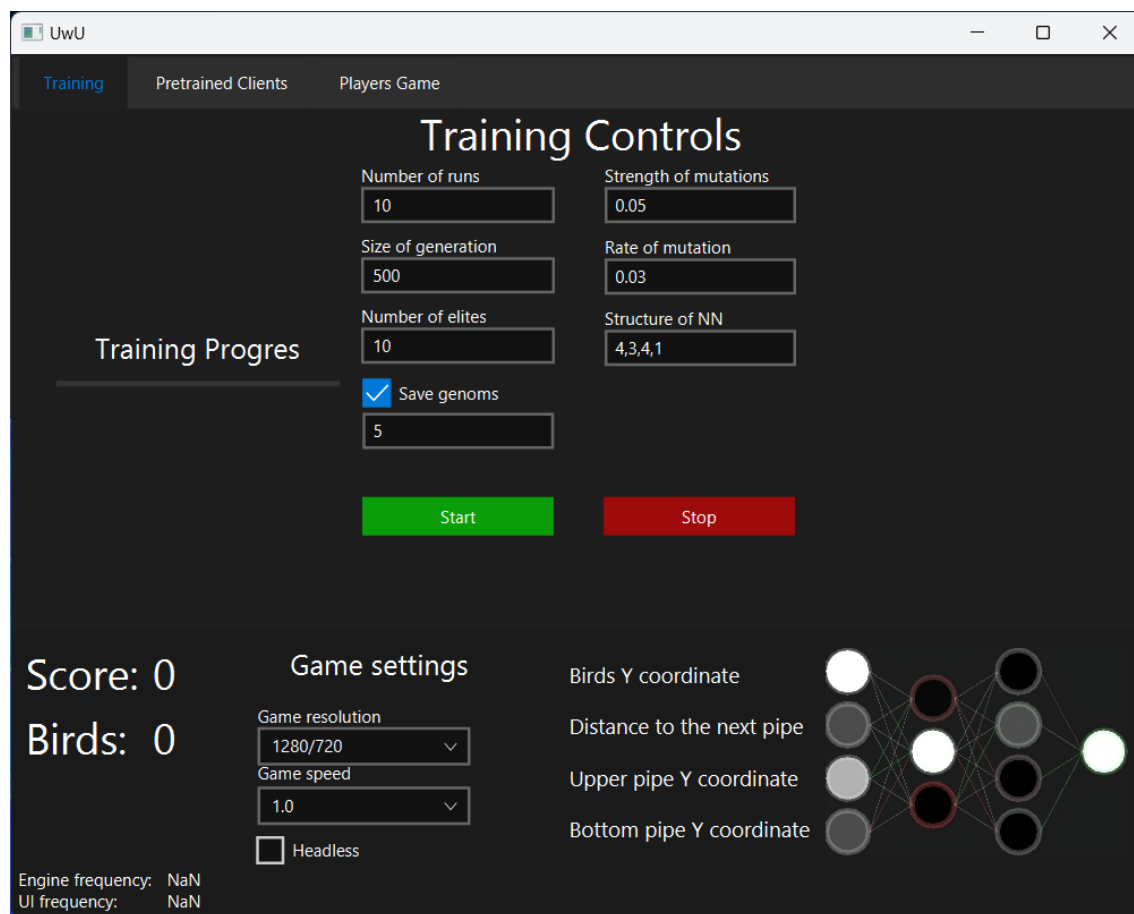 UwU
Training Pretrained Clients Players Game
Training Controls
Number of runs
10
Strength of mutations
0.05
Size of generation
500
Rate of mutation
0.03
Number of elites
10
Structure of NN
4,3,4,1
Training Progres
Save genoms
5
Start
Stop
Score: 0
Birds: 0
Game settings
Game resolution
1280/720
Game speed
1.0
Headless
Birds Y coordinate
Distance to the next pipe
Upper pipe Y coordinate
Bottom pipe Y coordinate
Engine frequency: NaN
UI frequency: NaN